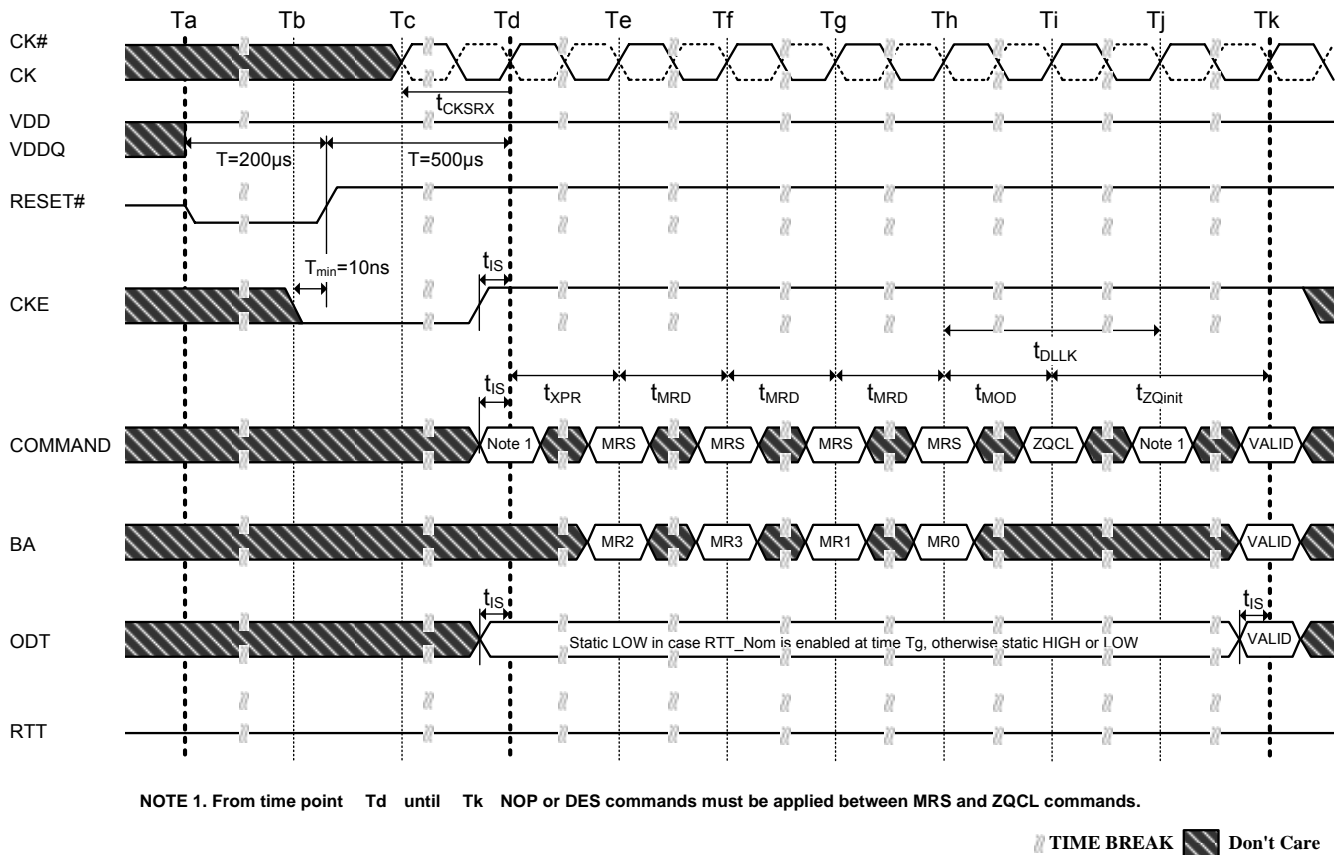 Ta Tb Tc Td Te Tf Tg Th Ti Tj Tk
CK#
CK
tCKSRX
VDD
VDDQ
T=200µs T=500µs
RESET#
Tmin=10ns tIS
CKE
tDLLK
tIS tXPR tMRD tMRD tMRD tMOD tZQinit
COMMAND Note 1 MRS MRS MRS MRS ZQCL Note 1 VALID
BA MR2 MR3 MR1 MR0 VALID
tIS tIS
ODT Static LOW in case RTT_Nom is enabled at time Tg, otherwise static HIGH or LOW VALID
RTT
NOTE 1. From time point Td until Tk NOP or DES commands must be applied between MRS and ZQCL commands.
TIME BREAK Don't Care